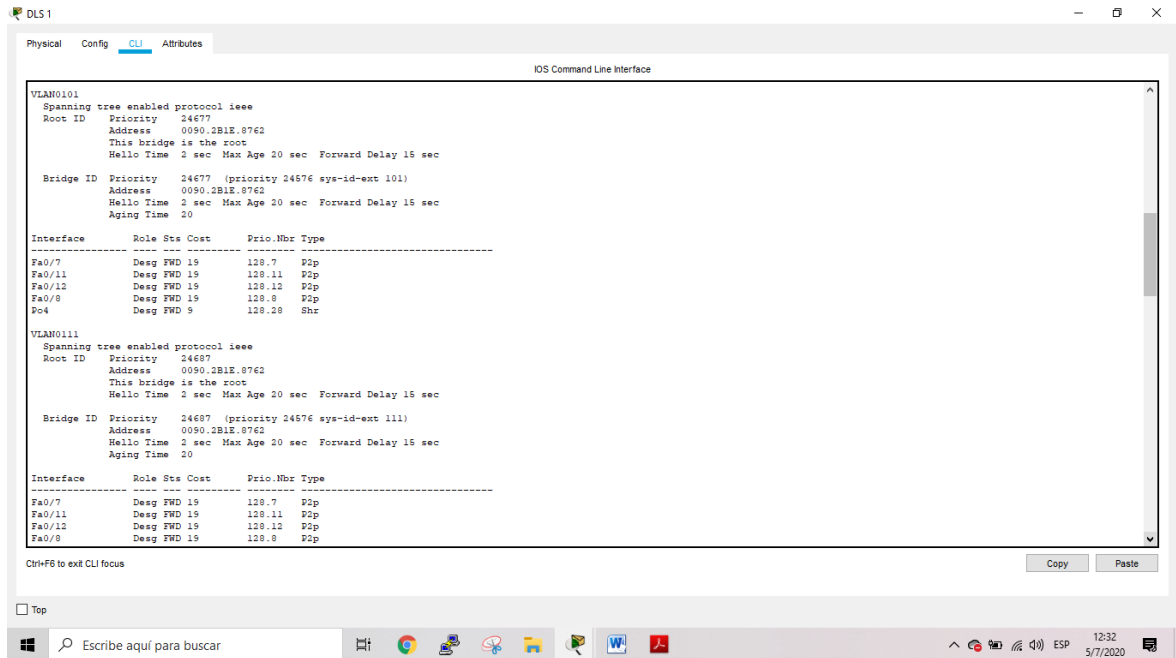 DLS 1
Physical Config CLI Attributes
IOS Command Line Interface
VLAN0101
Spanning tree enabled protocol ieee
Root ID Priority 24677
Address 0090.2B1E.8762
This bridge is the root
Hello Time 2 sec Max Age 20 sec Forward Delay 15 sec
Bridge ID Priority 24677 (priority 24576 sys-id-ext 101)
Address 0090.2B1E.8762
Hello Time 2 sec Max Age 20 sec Forward Delay 15 sec
Aging Time 20
Interface Role Sts Cost Prio.Nbr Type
---------------- ---- --- --------- -------- --------------------------------
Fa0/7 Desg FWD 19 128.7 P2p
Fa0/11 Desg FWD 19 128.11 P2p
Fa0/12 Desg FWD 19 128.12 P2p
Fa0/8 Desg FWD 19 128.8 P2p
Po4 Desg FWD 9 128.28 Shr
VLAN0111
Spanning tree enabled protocol ieee
Root ID Priority 24687
Address 0090.2B1E.8762
This bridge is the root
Hello Time 2 sec Max Age 20 sec Forward Delay 15 sec
Bridge ID Priority 24687 (priority 24576 sys-id-ext 111)
Address 0090.2B1E.8762
Hello Time 2 sec Max Age 20 sec Forward Delay 15 sec
Aging Time 20
Interface Role Sts Cost Prio.Nbr Type
---------------- ---- --- --------- -------- --------------------------------
Fa0/7 Desg FWD 19 128.7 P2p
Fa0/11 Desg FWD 19 128.11 P2p
Fa0/12 Desg FWD 19 128.12 P2p
Fa0/8 Desg FWD 19 128.8 P2p
Ctrl+F6 to exit CLI focus
Copy Paste
Top
Escribe aquí para buscar
W
ESP
12:32
5/7/2020